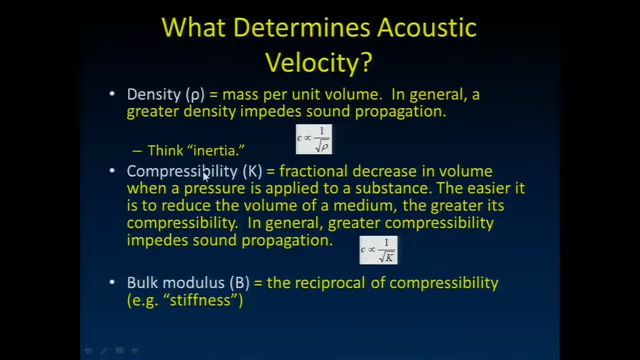 What Determines Acoustic
Velocity?
• Density (ρ) = mass per unit volume. In general, a
greater density impedes sound propagation.
– Think “inertia.”
c ∝ 1/√ρ
• Compressibility (K) = fractional decrease in volume
when a pressure is applied to a substance. The easier it
is to reduce the volume of a medium, the greater its
compressibility. In general, greater compressibility
impedes sound propagation.
c ∝ 1/√K
• Bulk modulus (B) = the reciprocal of compressibility
(e.g. “stiffness”)